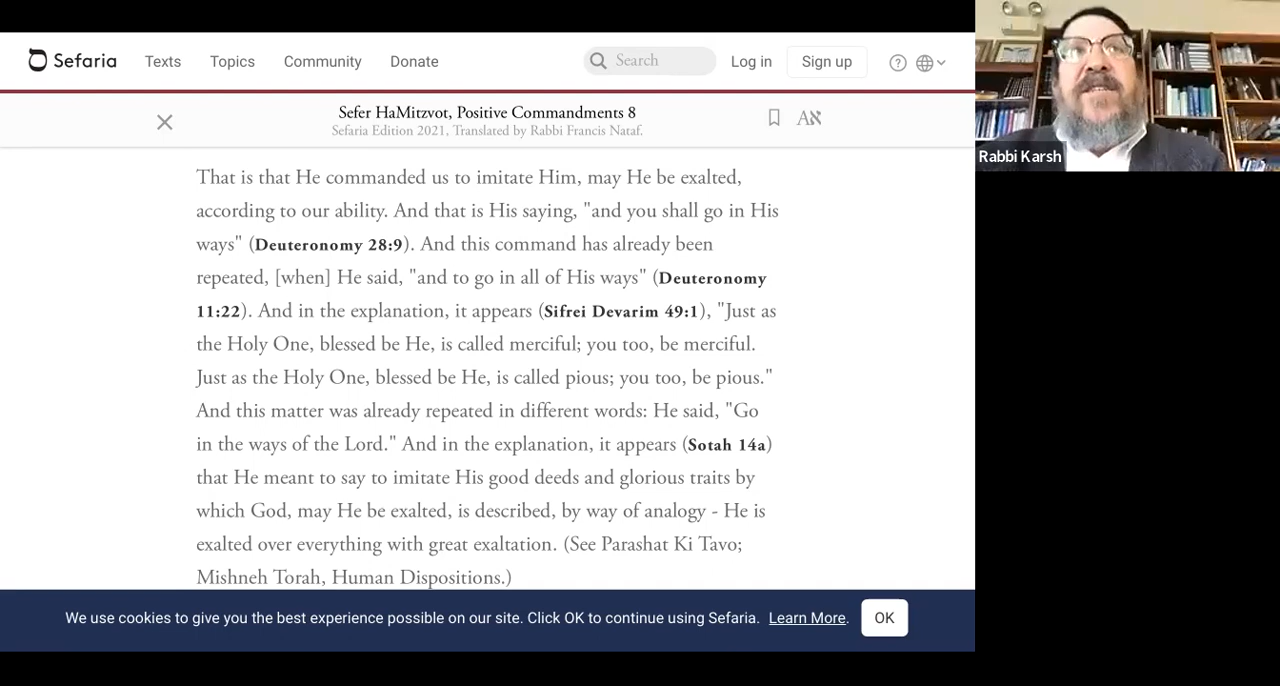 Sefaria Texts Topics Community Donate Search Log in Sign up
Sefer HaMitzvot, Positive Commandments 8
Sefaria Edition 2021, Translated by Rabbi Francis Nataf.
Aא
That is that He commanded us to imitate Him, may He be exalted,
according to our ability. And that is His saying, "and you shall go in His
ways" (Deuteronomy 28:9). And this command has already been
repeated, [when] He said, "and to go in all of His ways" (Deuteronomy
11:22). And in the explanation, it appears (Sifrei Devarim 49:1), "Just as
the Holy One, blessed be He, is called merciful; you too, be merciful.
Just as the Holy One, blessed be He, is called pious; you too, be pious."
And this matter was already repeated in different words: He said, "Go
in the ways of the Lord." And in the explanation, it appears (Sotah 14a)
that He meant to say to imitate His good deeds and glorious traits by
which God, may He be exalted, is described, by way of analogy - He is
exalted over everything with great exaltation. (See Parashat Ki Tavo;
Mishneh Torah, Human Dispositions.)
We use cookies to give you the best experience possible on our site. Click OK to continue using Sefaria. Learn More. OK
Rabbi Karsh